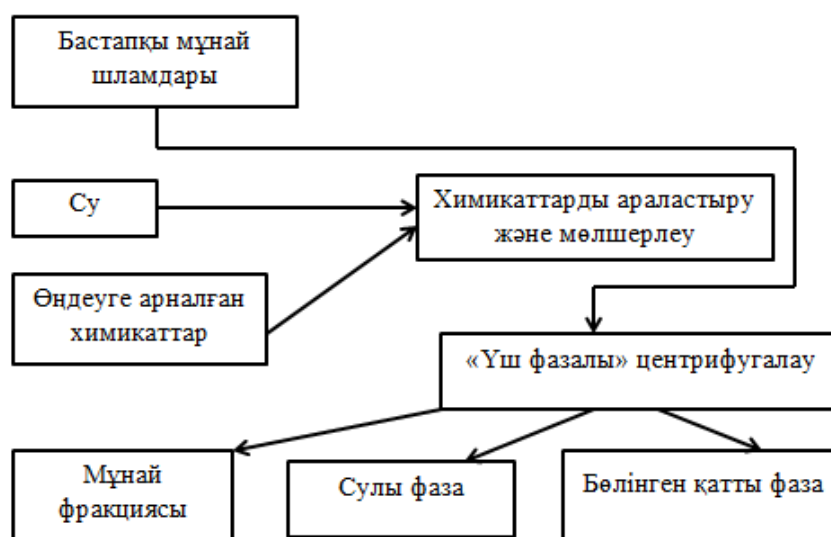 Бастапқы мұнай
шламдары
Су
Химикаттарды араластыру
және мөлшерлеу
Өңдеуге арналған
химикаттар
«Үш фазалы» центрифугалау
Мұнай
фракциясы
Сулы фаза
Бөлінген қатты фаза